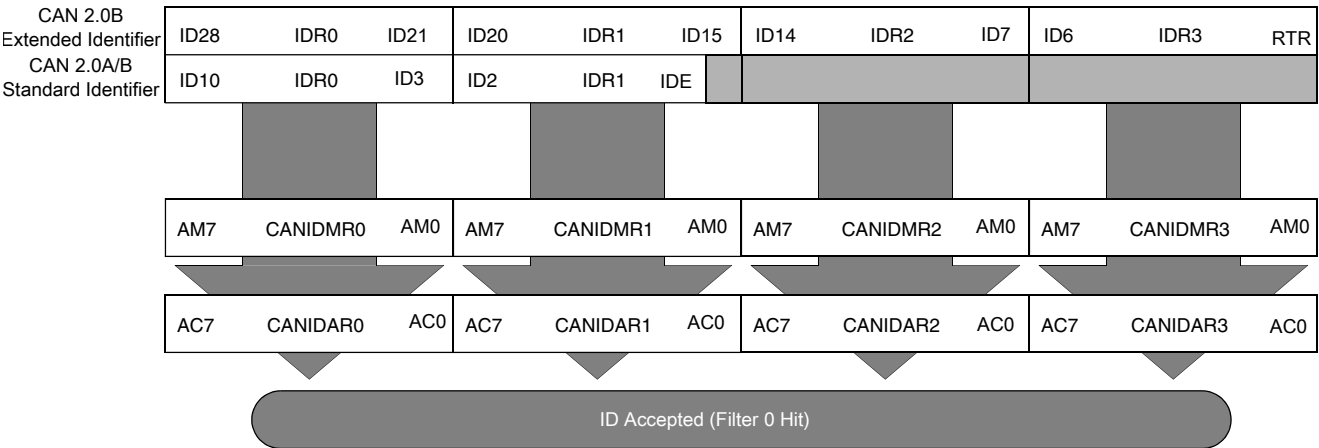 CAN 2.0B
Extended Identifier
ID28 IDR0 ID21 ID20 IDR1 ID15 ID14 IDR2 ID7 ID6 IDR3 RTR
CAN 2.0A/B
Standard Identifier
ID10 IDR0 ID3 ID2 IDR1 IDE
AM7 CANIDMR0 AM0 AM7 CANIDMR1 AM0 AM7 CANIDMR2 AM0 AM7 CANIDMR3 AM0
AC7 CANIDAR0 AC0 AC7 CANIDAR1 AC0 AC7 CANIDAR2 AC0 AC7 CANIDAR3 AC0
ID Accepted (Filter 0 Hit)